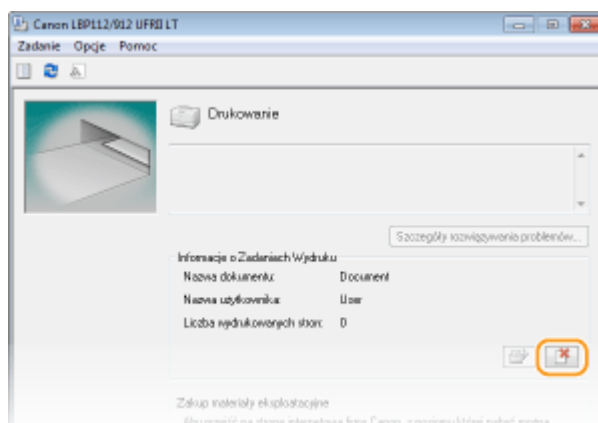 Canon LBP112/912 UFRII LT
Zadanie Opcje Pomoc
Drukowanie
Szczegóły rozwiązywania problemów...
Informacje o Zadaniach Wydruku
Nazwa dokumentu: Document
Nazwa użytkownika: User
Liczba wydrukowanych stron: 0
Zakup materiały eksploatacyjne